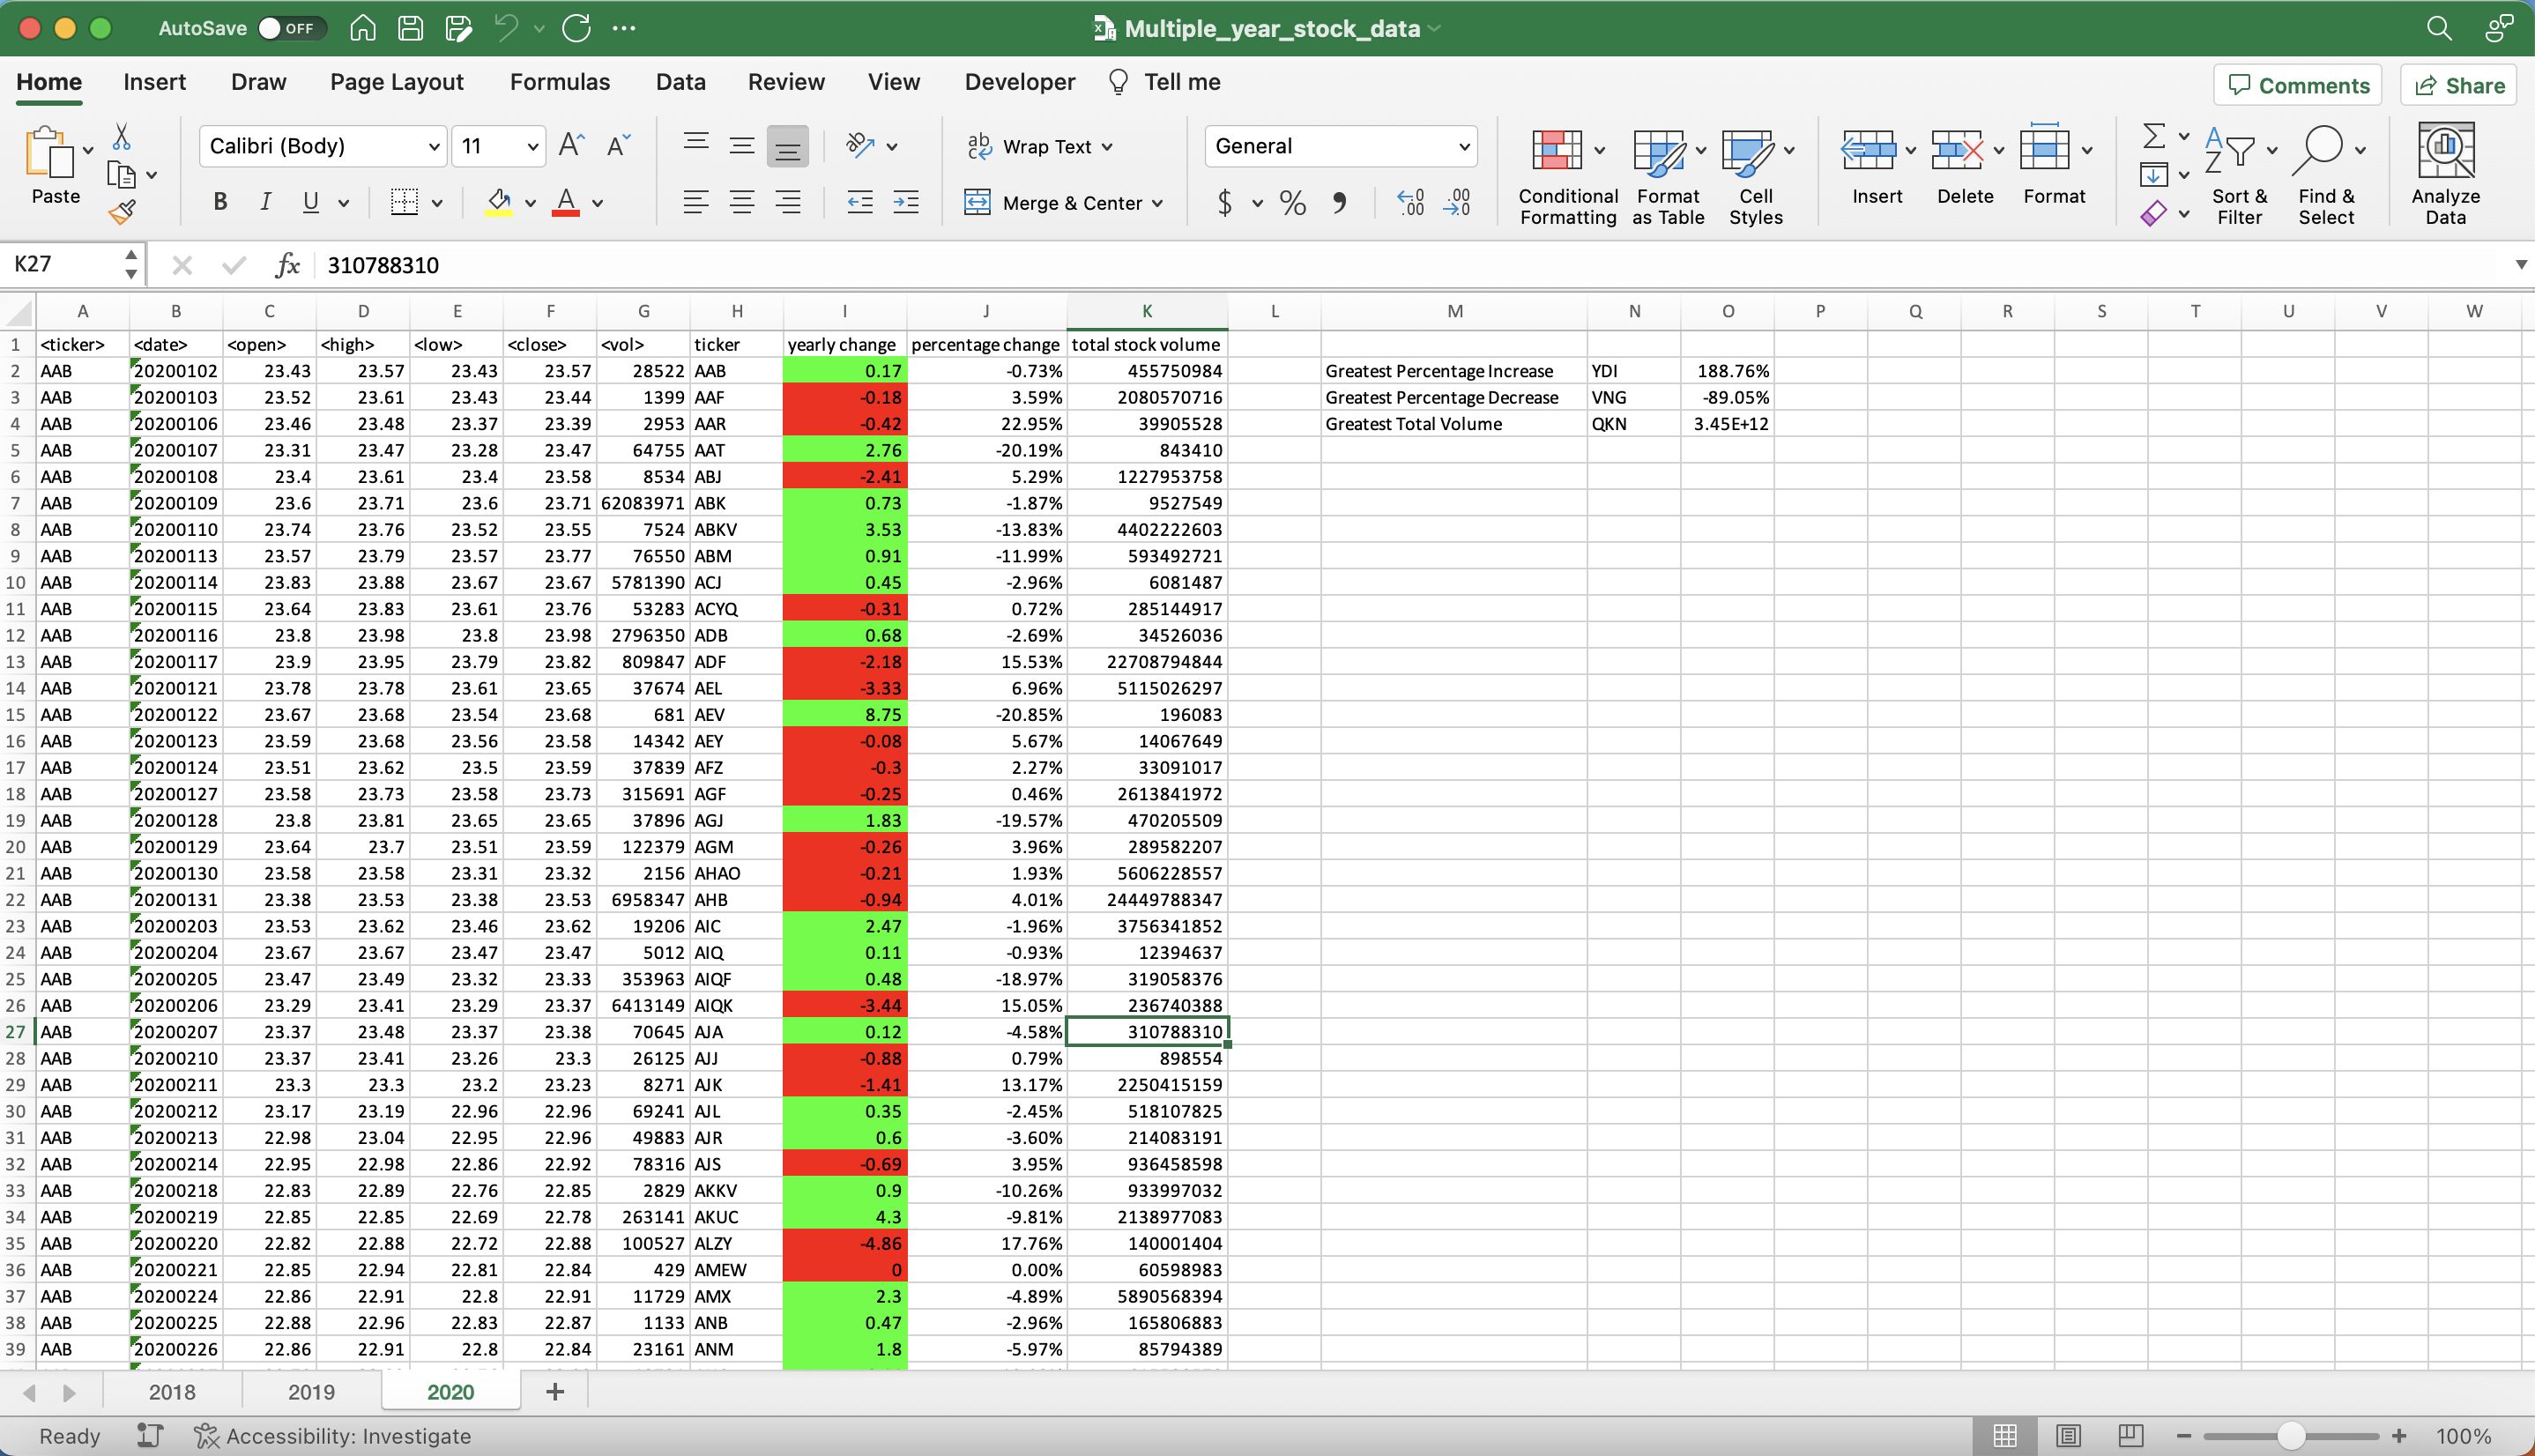 AutoSave OFF Multiple_year_stock_data
Home Insert Draw Page Layout Formulas Data Review View Developer Tell me Comments Share
Calibri (Body) 11 Wrap Text General
Paste B I U Merge & Center $ % Conditional Formatting Format as Table Cell Styles Insert Delete Format Sort & Filter Find & Select Analyze Data
K27 fx 310788310
A B C D E F G H I J K L M N O P Q R S T U V W
1 <ticker> <date> <open> <high> <low> <close> <vol> ticker yearly change percentage change total stock volume
2 AAB 20200102 23.43 23.57 23.43 23.57 28522 AAB 0.17 -0.73% 455750984 Greatest Percentage Increase YDI 188.76%
3 AAB 20200103 23.52 23.61 23.43 23.44 1399 AAF -0.18 3.59% 2080570716 Greatest Percentage Decrease VNG -89.05%
4 AAB 20200106 23.46 23.48 23.37 23.39 2953 AAR -0.42 22.95% 39905528 Greatest Total Volume QKN 3.45E+12
5 AAB 20200107 23.31 23.47 23.28 23.47 64755 AAT 2.76 -20.19% 843410
6 AAB 20200108 23.4 23.61 23.4 23.58 8534 ABJ -2.41 5.29% 1227953758
7 AAB 20200109 23.6 23.71 23.6 23.71 62083971 ABK 0.73 -1.87% 9527549
8 AAB 20200110 23.74 23.76 23.52 23.55 7524 ABKV 3.53 -13.83% 4402222603
9 AAB 20200113 23.57 23.79 23.57 23.77 76550 ABM 0.91 -11.99% 593492721
10 AAB 20200114 23.83 23.88 23.67 23.67 5781390 ACJ 0.45 -2.96% 6081487
11 AAB 20200115 23.64 23.83 23.61 23.76 53283 ACYQ -0.31 0.72% 285144917
12 AAB 20200116 23.8 23.98 23.8 23.98 2796350 ADB 0.68 -2.69% 34526036
13 AAB 20200117 23.9 23.95 23.79 23.82 809847 ADF -2.18 15.53% 22708794844
14 AAB 20200121 23.78 23.78 23.61 23.65 37674 AEL -3.33 6.96% 5115026297
15 AAB 20200122 23.67 23.68 23.54 23.68 681 AEV 8.75 -20.85% 196083
16 AAB 20200123 23.59 23.68 23.56 23.58 14342 AEY -0.08 5.67% 14067649
17 AAB 20200124 23.51 23.62 23.5 23.59 37839 AFZ -0.3 2.27% 33091017
18 AAB 20200127 23.58 23.73 23.58 23.73 315691 AGF -0.25 0.46% 2613841972
19 AAB 20200128 23.8 23.81 23.65 23.65 37896 AGJ 1.83 -19.57% 470205509
20 AAB 20200129 23.64 23.7 23.51 23.59 122379 AGM -0.26 3.96% 289582207
21 AAB 20200130 23.58 23.58 23.31 23.32 2156 AHAO -0.21 1.93% 5606228557
22 AAB 20200131 23.38 23.53 23.38 23.53 6958347 AHB -0.94 4.01% 24449788347
23 AAB 20200203 23.53 23.62 23.46 23.62 19206 AIC 2.47 -1.96% 3756341852
24 AAB 20200204 23.67 23.67 23.47 23.47 5012 AIQ 0.11 -0.93% 12394637
25 AAB 20200205 23.47 23.49 23.32 23.33 353963 AIQF 0.48 -18.97% 319058376
26 AAB 20200206 23.29 23.41 23.29 23.37 6413149 AIQK -3.44 15.05% 236740388
27 AAB 20200207 23.37 23.48 23.37 23.38 70645 AJA 0.12 -4.58% 310788310
28 AAB 20200210 23.37 23.41 23.26 23.3 26125 AJJ -0.88 0.79% 898554
29 AAB 20200211 23.3 23.3 23.2 23.23 8271 AJK -1.41 13.17% 2250415159
30 AAB 20200212 23.17 23.19 22.96 22.96 69241 AJL 0.35 -2.45% 518107825
31 AAB 20200213 22.98 23.04 22.95 22.96 49883 AJR 0.6 -3.60% 214083191
32 AAB 20200214 22.95 22.98 22.86 22.92 78316 AJS -0.69 3.95% 936458598
33 AAB 20200218 22.83 22.89 22.76 22.85 2829 AKKV 0.9 -10.26% 933997032
34 AAB 20200219 22.85 22.85 22.69 22.78 263141 AKUC 4.3 -9.81% 2138977083
35 AAB 20200220 22.82 22.88 22.72 22.88 100527 ALZY -4.86 17.76% 140001404
36 AAB 20200221 22.85 22.94 22.81 22.84 429 AMEW 0 0.00% 60598983
37 AAB 20200224 22.86 22.91 22.8 22.91 11729 AMX 2.3 -4.89% 5890568394
38 AAB 20200225 22.88 22.96 22.83 22.87 1133 ANB 0.47 -2.96% 165806883
39 AAB 20200226 22.86 22.91 22.8 22.84 23161 ANM 1.8 -5.97% 85794389
2018 2019 2020 +
Ready Accessibility: Investigate 100%